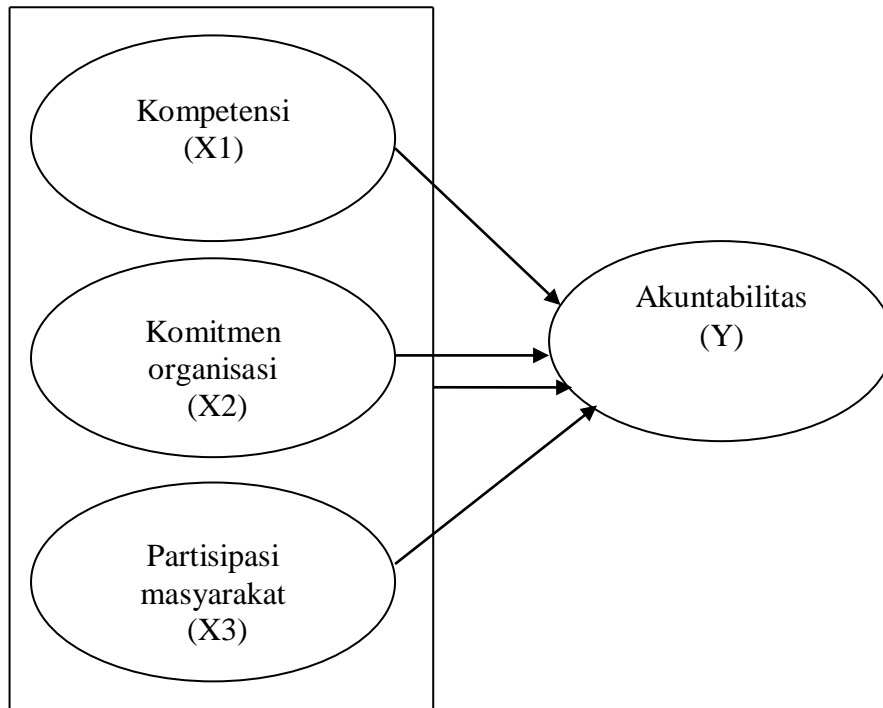 Kompetensi
(X1)
Komitmen
organisasi
(X2)
Partisipasi
masyarakat
(X3)
Akuntabilitas
(Y)